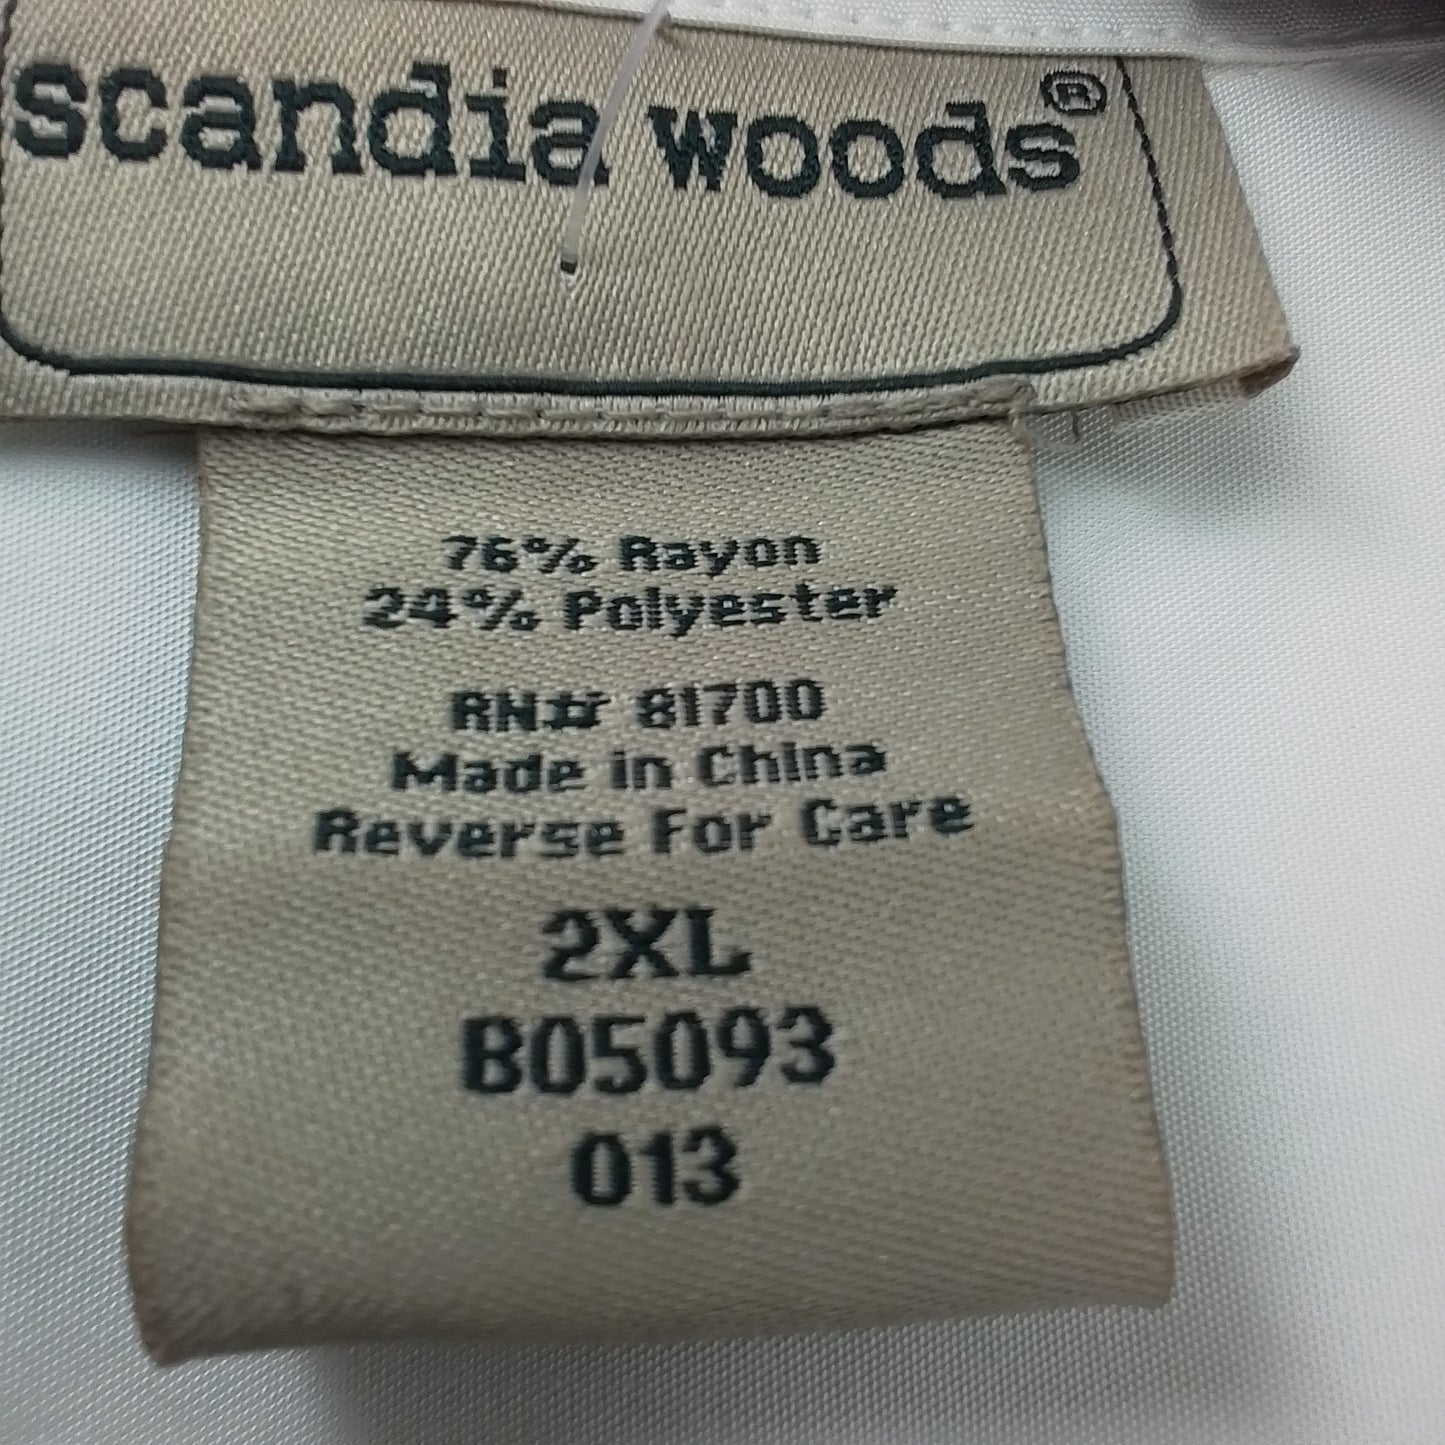 scandia woods®
76% Rayon
24% Polyester
RN# 81700
Made in China
Reverse For Care
2XL
B05093
013